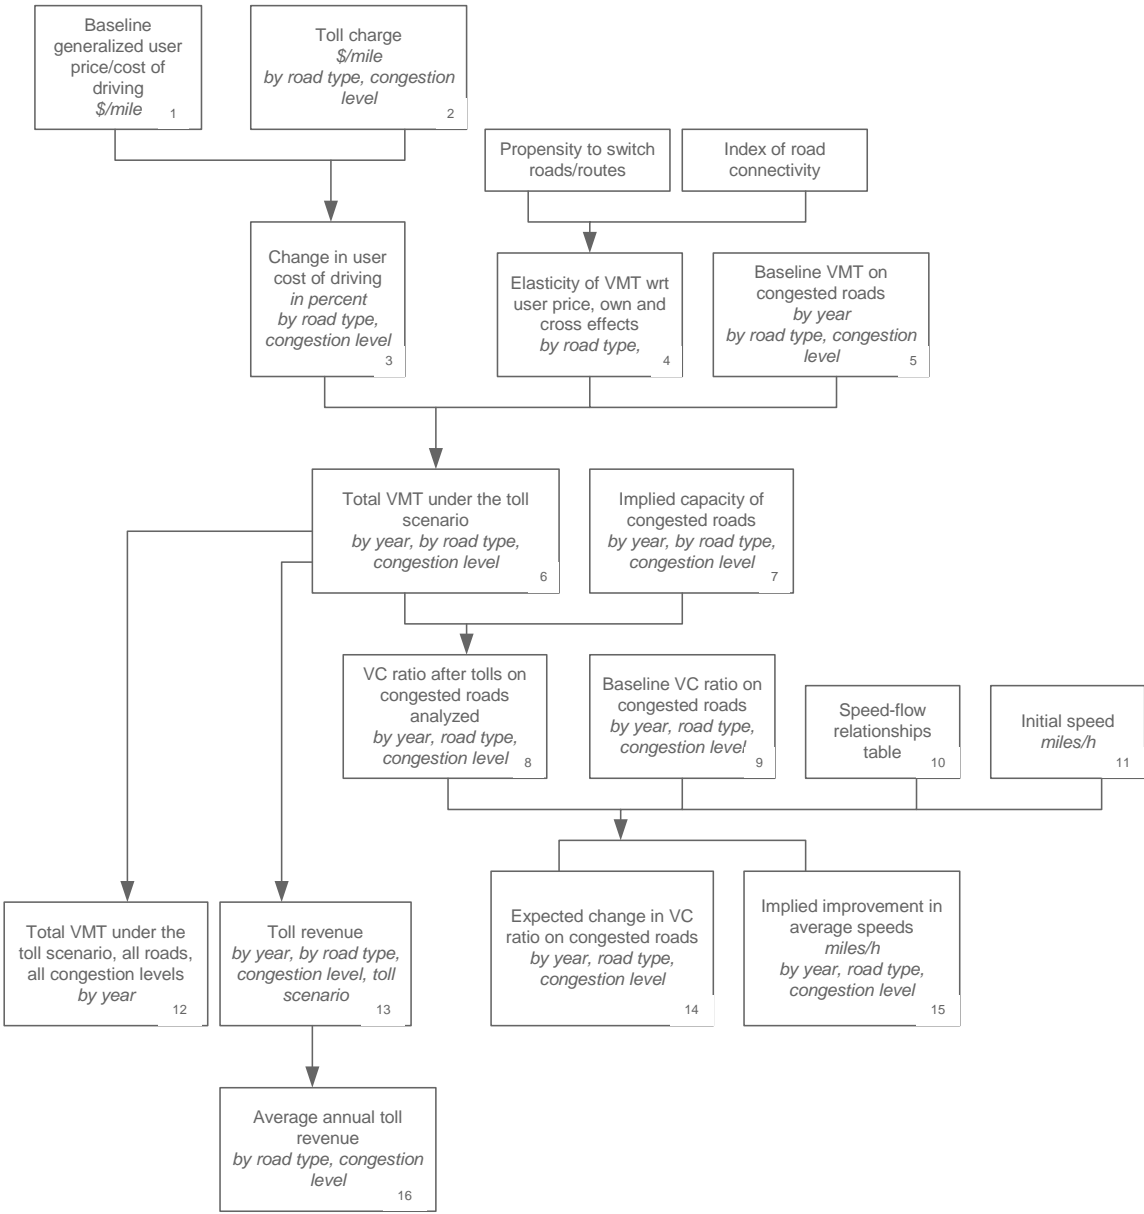 Baseline
generalized user
price/cost of
driving
$/mile
1
Toll charge
$/mile
by road type, congestion
level
2
Propensity to switch
roads/routes
Index of road
connectivity
Change in user
cost of driving
in percent
by road type,
congestion level
3
Elasticity of VMT wrt
user price, own and
cross effects
by road type,
4
Baseline VMT on
congested roads
by year
by road type, congestion
level
5
Total VMT under the toll
scenario
by year, by road type,
congestion level
6
Implied capacity of
congested roads
by year, by road type,
congestion level
7
VC ratio after tolls on
congested roads
analyzed
by year, road type,
congestion level
8
Baseline VC ratio on
congested roads
by year, road type,
congestion level
9
Speed-flow
relationships
table
10
Initial speed
miles/h
11
Total VMT under the
toll scenario, all roads,
all congestion levels
by year
12
Toll revenue
by year, by road type,
congestion level, toll
scenario
13
Expected change in VC
ratio on congested roads
by year, road type,
congestion level
14
Implied improvement in
average speeds
miles/h
by year, road type,
congestion level
15
Average annual toll
revenue
by road type, congestion
level
16